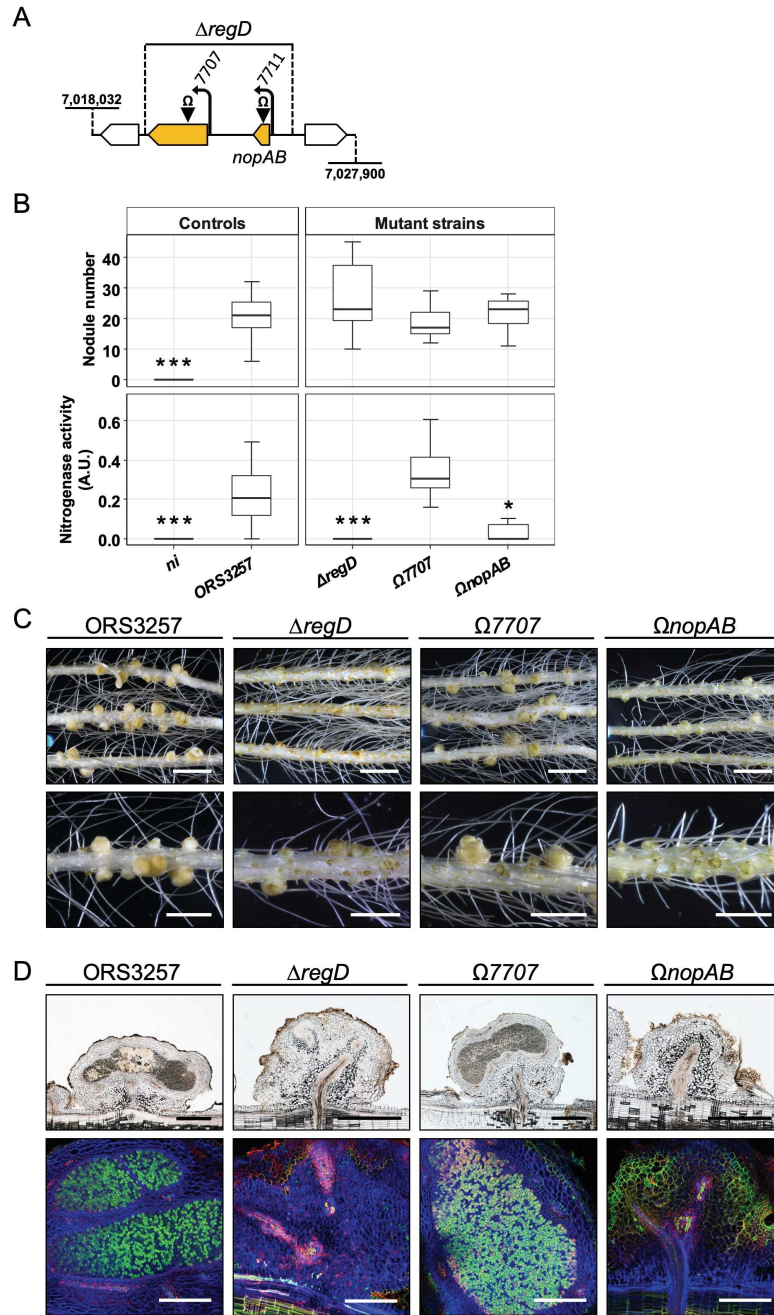 A
ΔregD
7707
7711
7,018,032
Ω
Ω
nopAB
7,027,900
B
Controls
Mutant strains
Nodule number
40
30
20
10
0
***
Nitrogenase activity
(A.U.)
0.6
0.4
0.2
0.0
***
***
*
ni
ORS3257
ΔregD
Ω7707
ΩnopAB
C
ORS3257
ΔregD
Ω7707
ΩnopAB
D
ORS3257
ΔregD
Ω7707
ΩnopAB